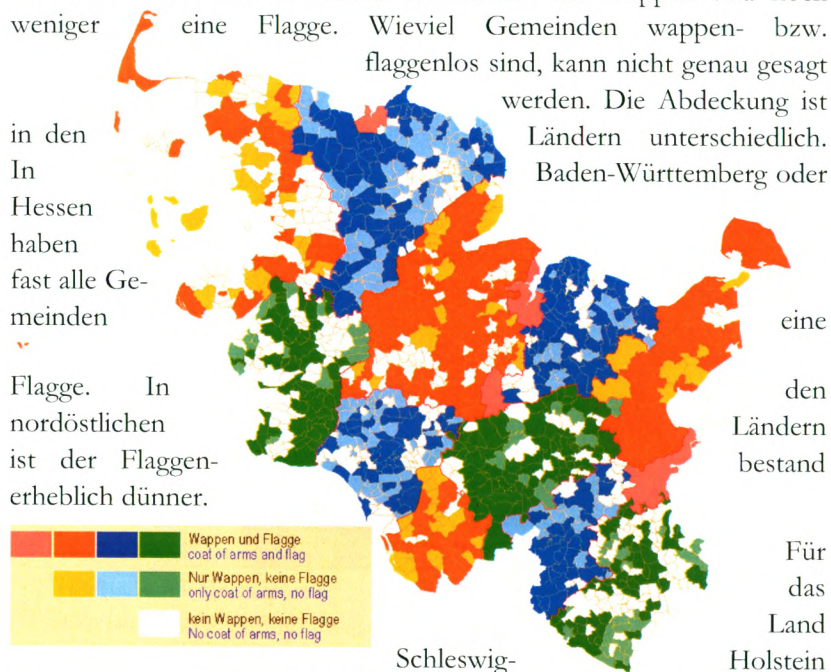 weniger eine Flagge. Wieviel Gemeinden wappen- bzw.
flaggenlos sind, kann nicht genau gesagt
werden. Die Abdeckung ist
in den Ländern unterschiedlich.
In Baden-Württemberg oder
Hessen
haben
fast alle Ge-
meinden eine
Flagge. In den
nordöstlichen Ländern
ist der Flaggen- bestand
erheblich dünner.
Wappen und Flagge
coat of arms and flag
Nur Wappen, keine Flagge
only coat of arms, no flag
kein Wappen, keine Flagge
No coat of arms, no flag
Für
das
Land
Schleswig- Holstein